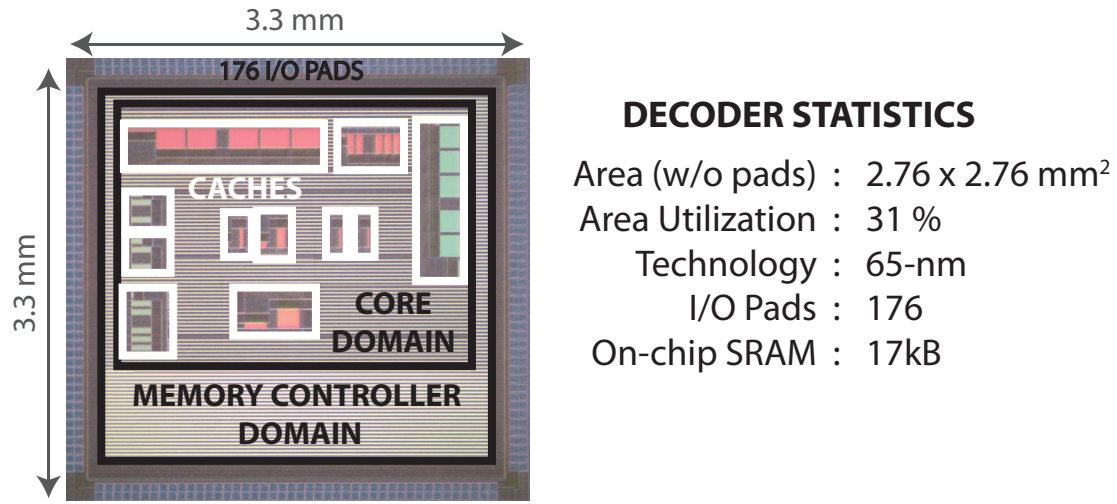 3.3 mm
176 I/O PADS
CACHES
CORE
DOMAIN
MEMORY CONTROLLER
DOMAIN
3.3 mm
DECODER STATISTICS
Area (w/o pads) : 2.76 x 2.76 mm²
Area Utilization : 31 %
Technology : 65-nm
I/O Pads : 176
On-chip SRAM : 17kB